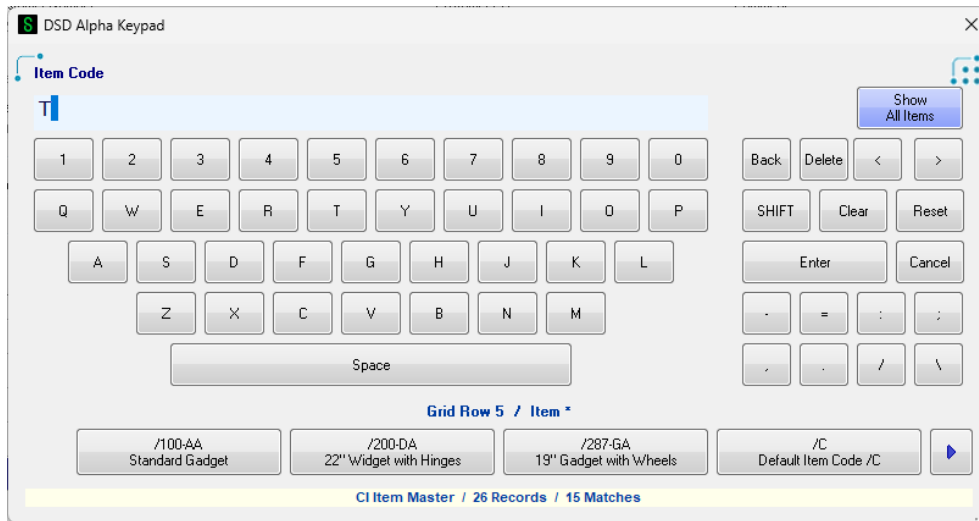 S DSD Alpha Keypad
Item Code
T
Show
All Items
1 2 3 4 5 6 7 8 9 0 Back Delete < >
Q W E R T Y U I O P SHIFT Clear Reset
A S D F G H J K L Enter Cancel
Z X C V B N M - = : ;
Space , . / \
Grid Row 5 / Item *
/100-AA /200-DA /287-GA /C
Standard Gadget 22" Widget with Hinges 19" Gadget with Wheels Default Item Code /C
CI Item Master / 26 Records / 15 Matches